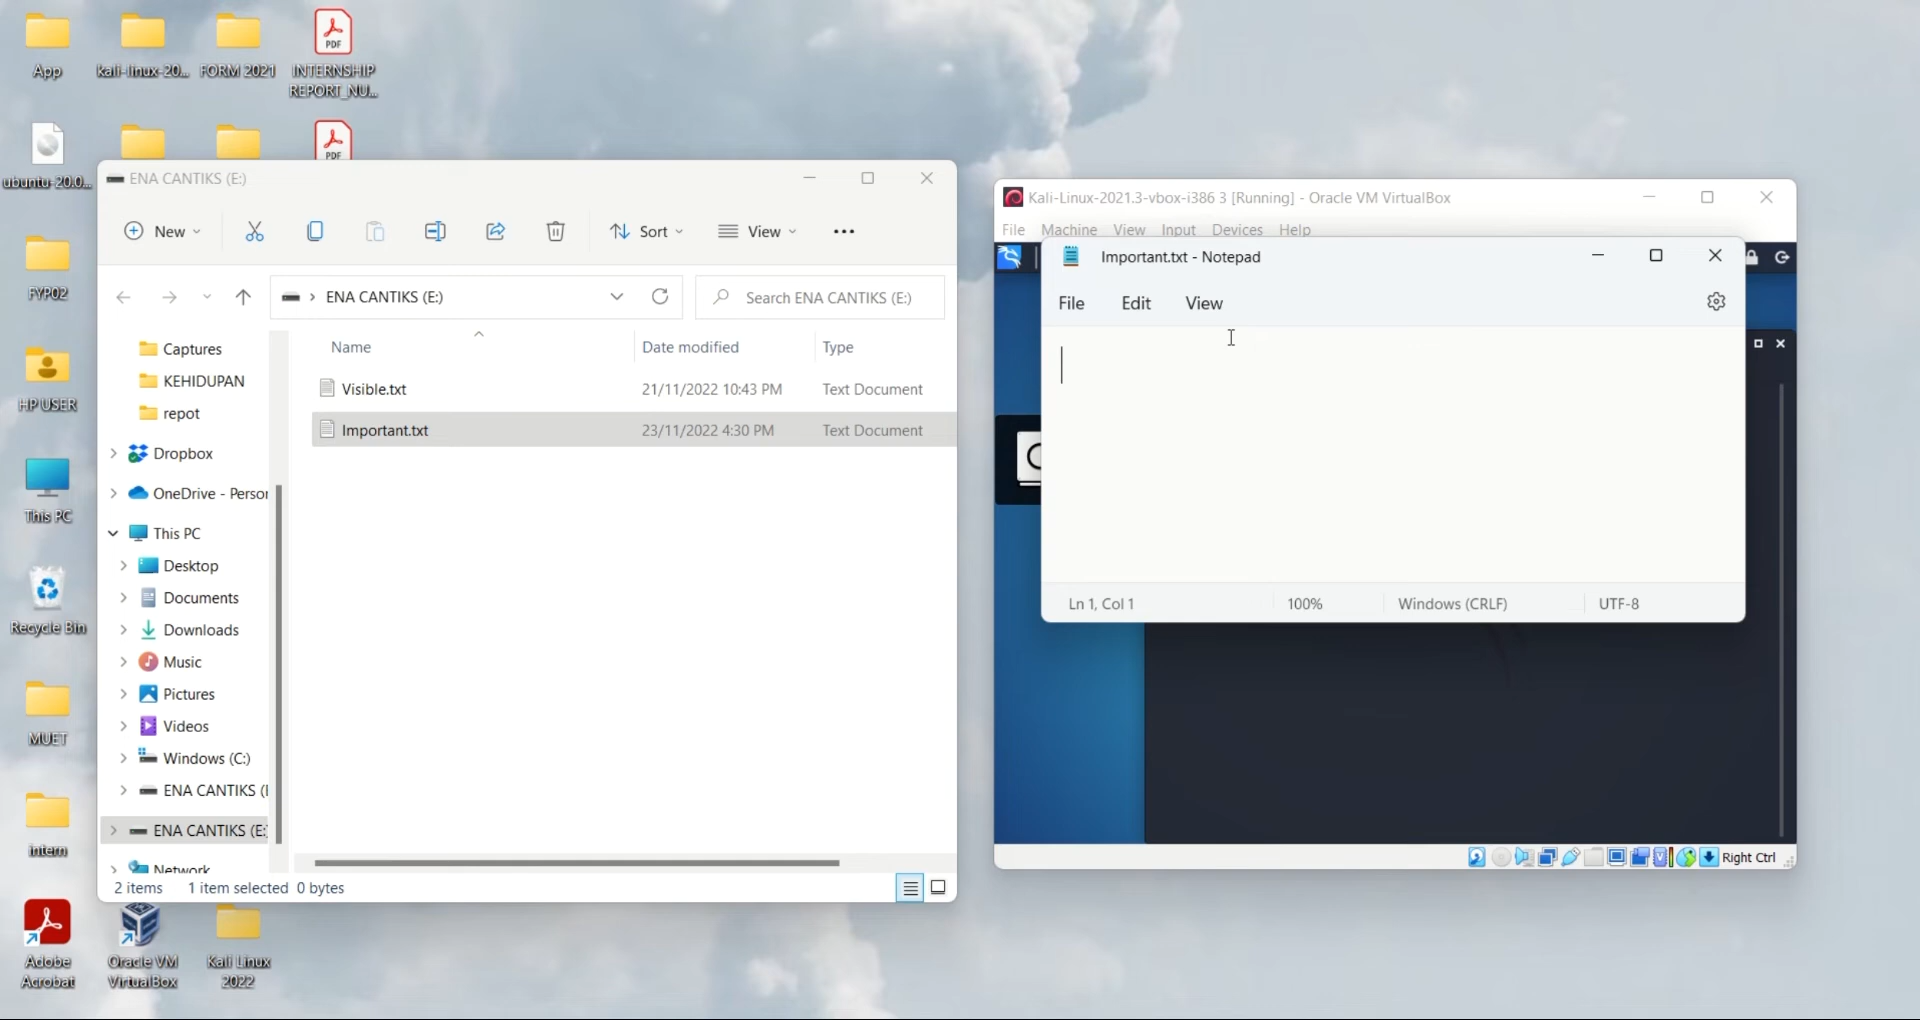 App
kali-linux-20...
FORM 2021
INTERNSHIP
REPORT_NU...
PDF
PDF
ubuntu-20.0...
FYP02
HP USER
This PC
Recycle Bin
MUET
intern
Adobe
Acrobat
Oracle VM
VirtualBox
Kali Linux
2022
ENA CANTIKS (E:)
New
Sort
View
ENA CANTIKS (E:)
Search ENA CANTIKS (E:)
Captures
KEHIDUPAN
repot
Dropbox
OneDrive - Person
This PC
Desktop
Documents
Downloads
Music
Pictures
Videos
Windows (C:)
ENA CANTIKS (E
ENA CANTIKS (E:)
Network
Name Date modified Type
Visible.txt 21/11/2022 10:43 PM Text Document
Important.txt 23/11/2022 4:30 PM Text Document
2 items 1 item selected 0 bytes
Kali-Linux-2021.3-vbox-i386 3 [Running] - Oracle VM VirtualBox
File Machine View Input Devices Help
Important.txt - Notepad
File Edit View
Ln 1, Col 1 100% Windows (CRLF) UTF-8
Right Ctrl